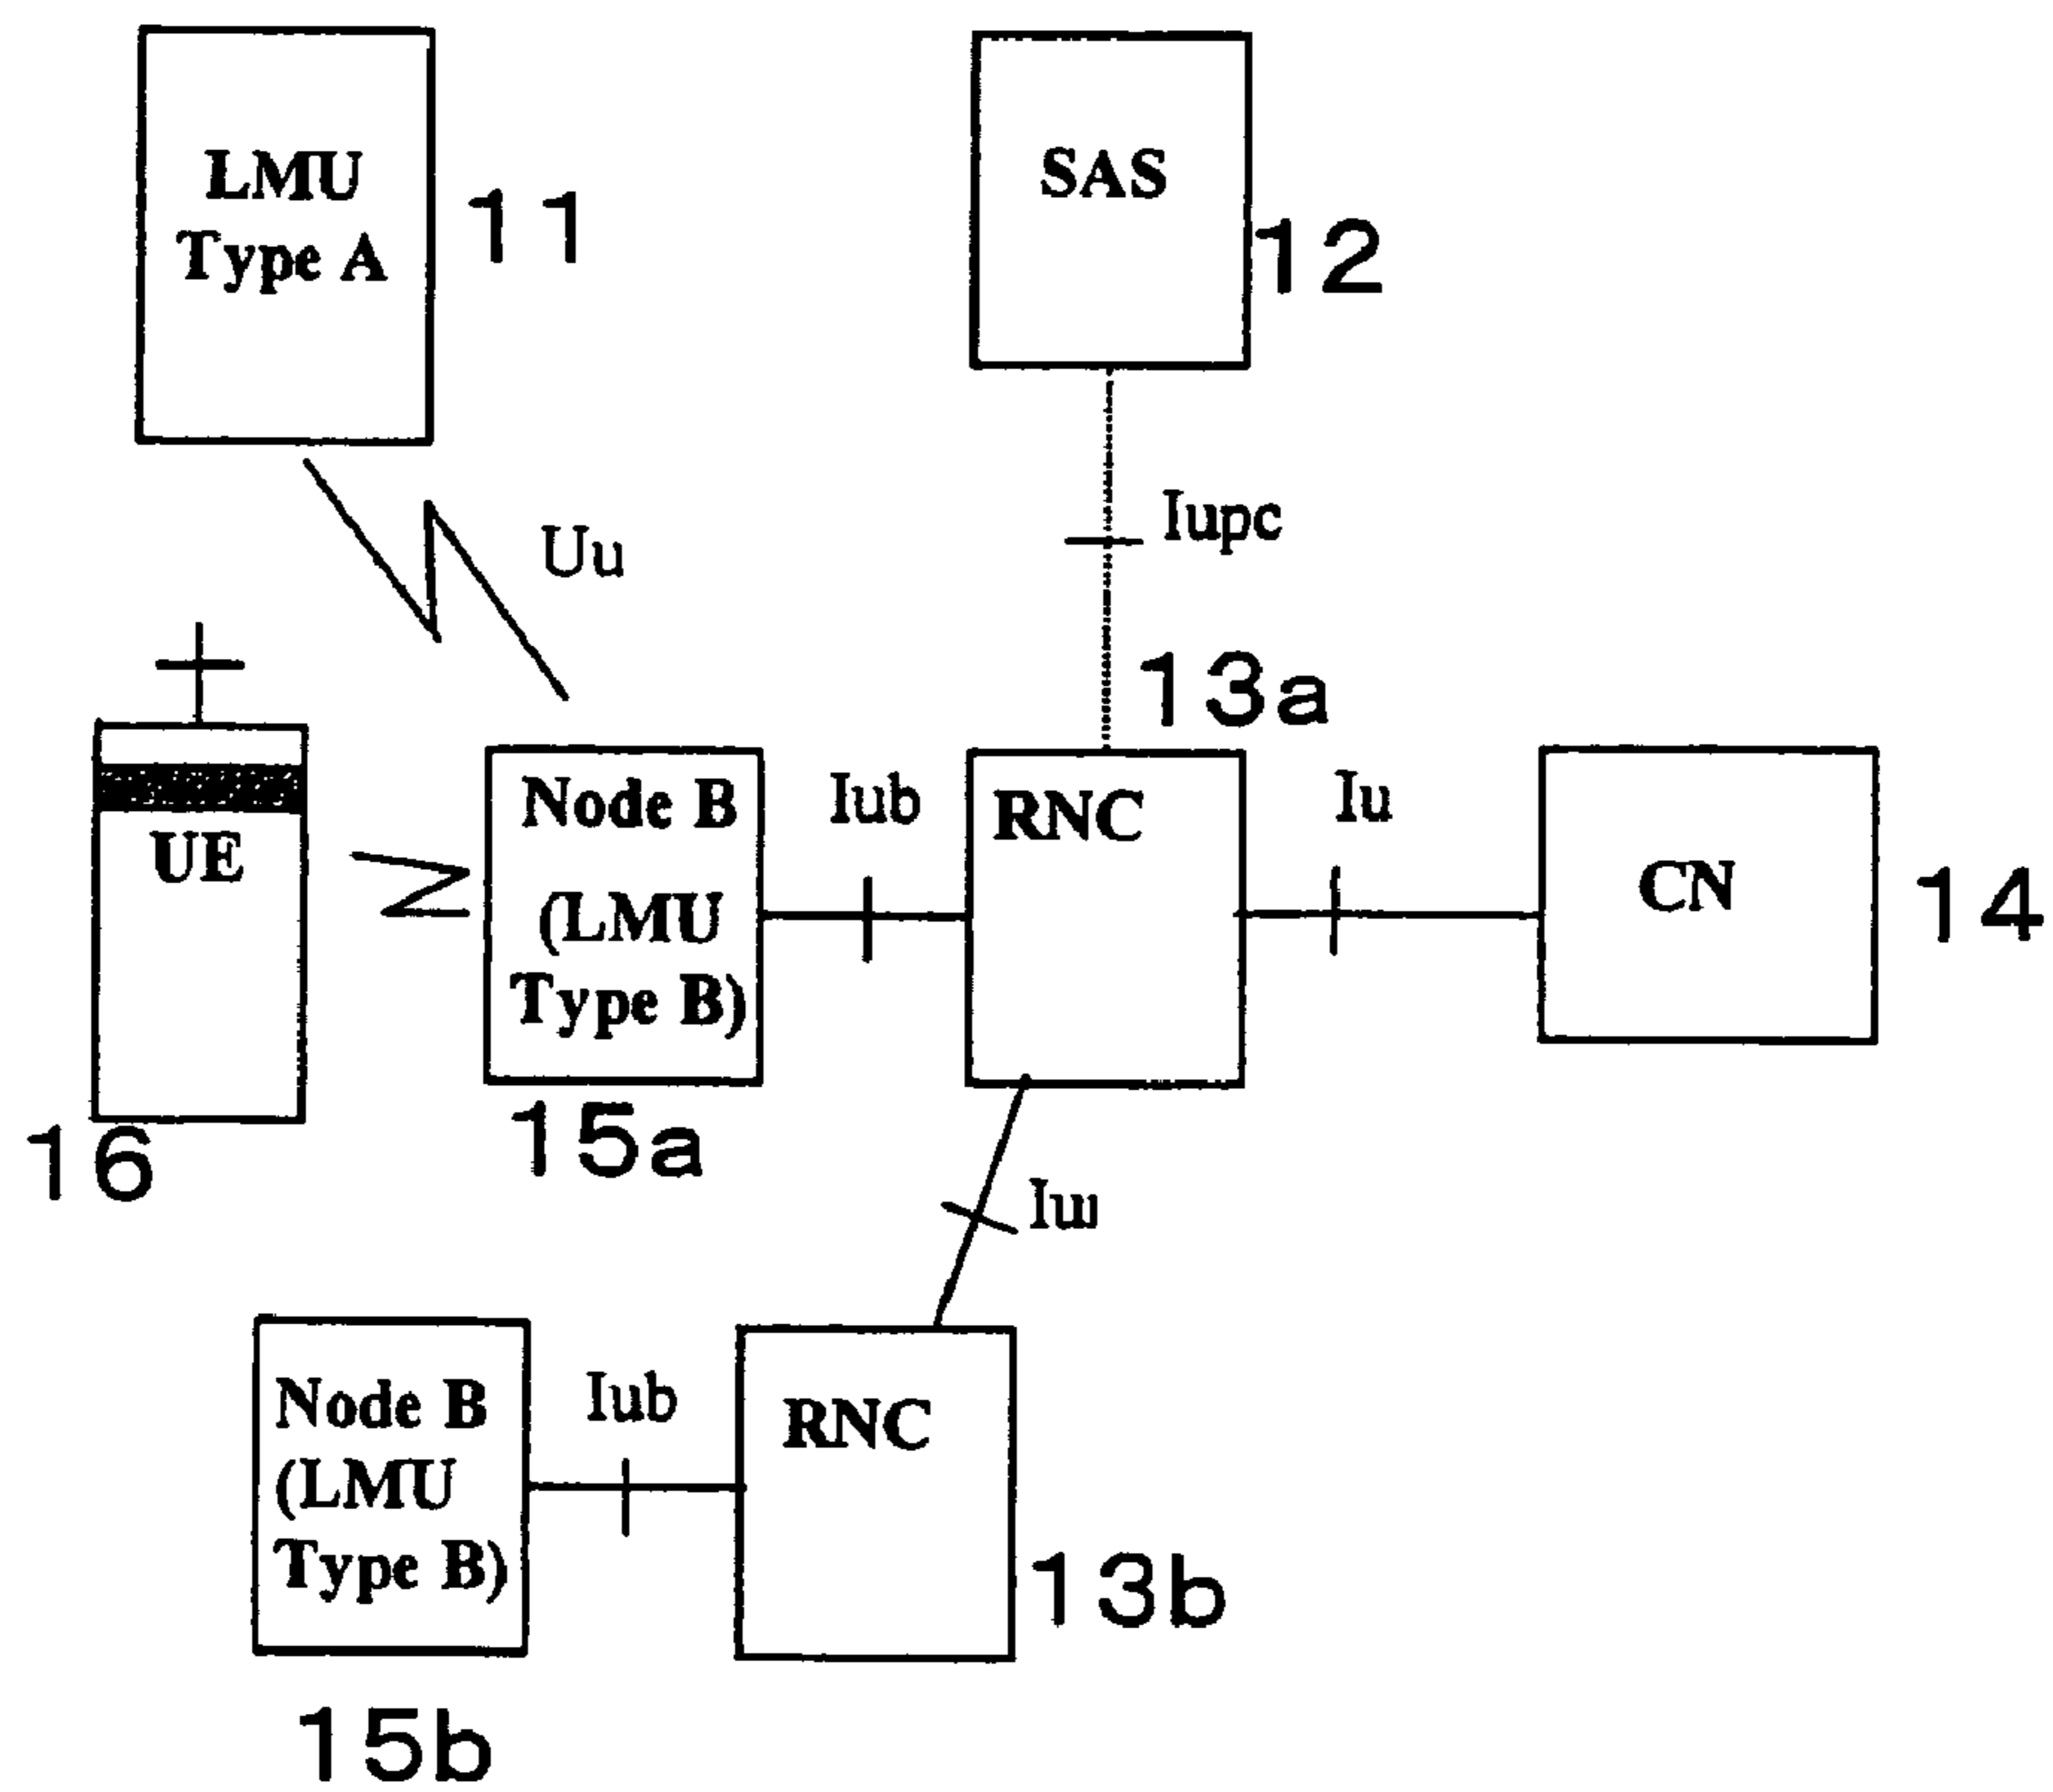 LMU
Type A
11
SAS
12
Uu
Iupc
13a
UE
16
Node B
(LMU
Type B)
15a
Iub
RNC
Iu
CN
14
Iur
Node B
(LMU
Type B)
15b
Iub
RNC
13b